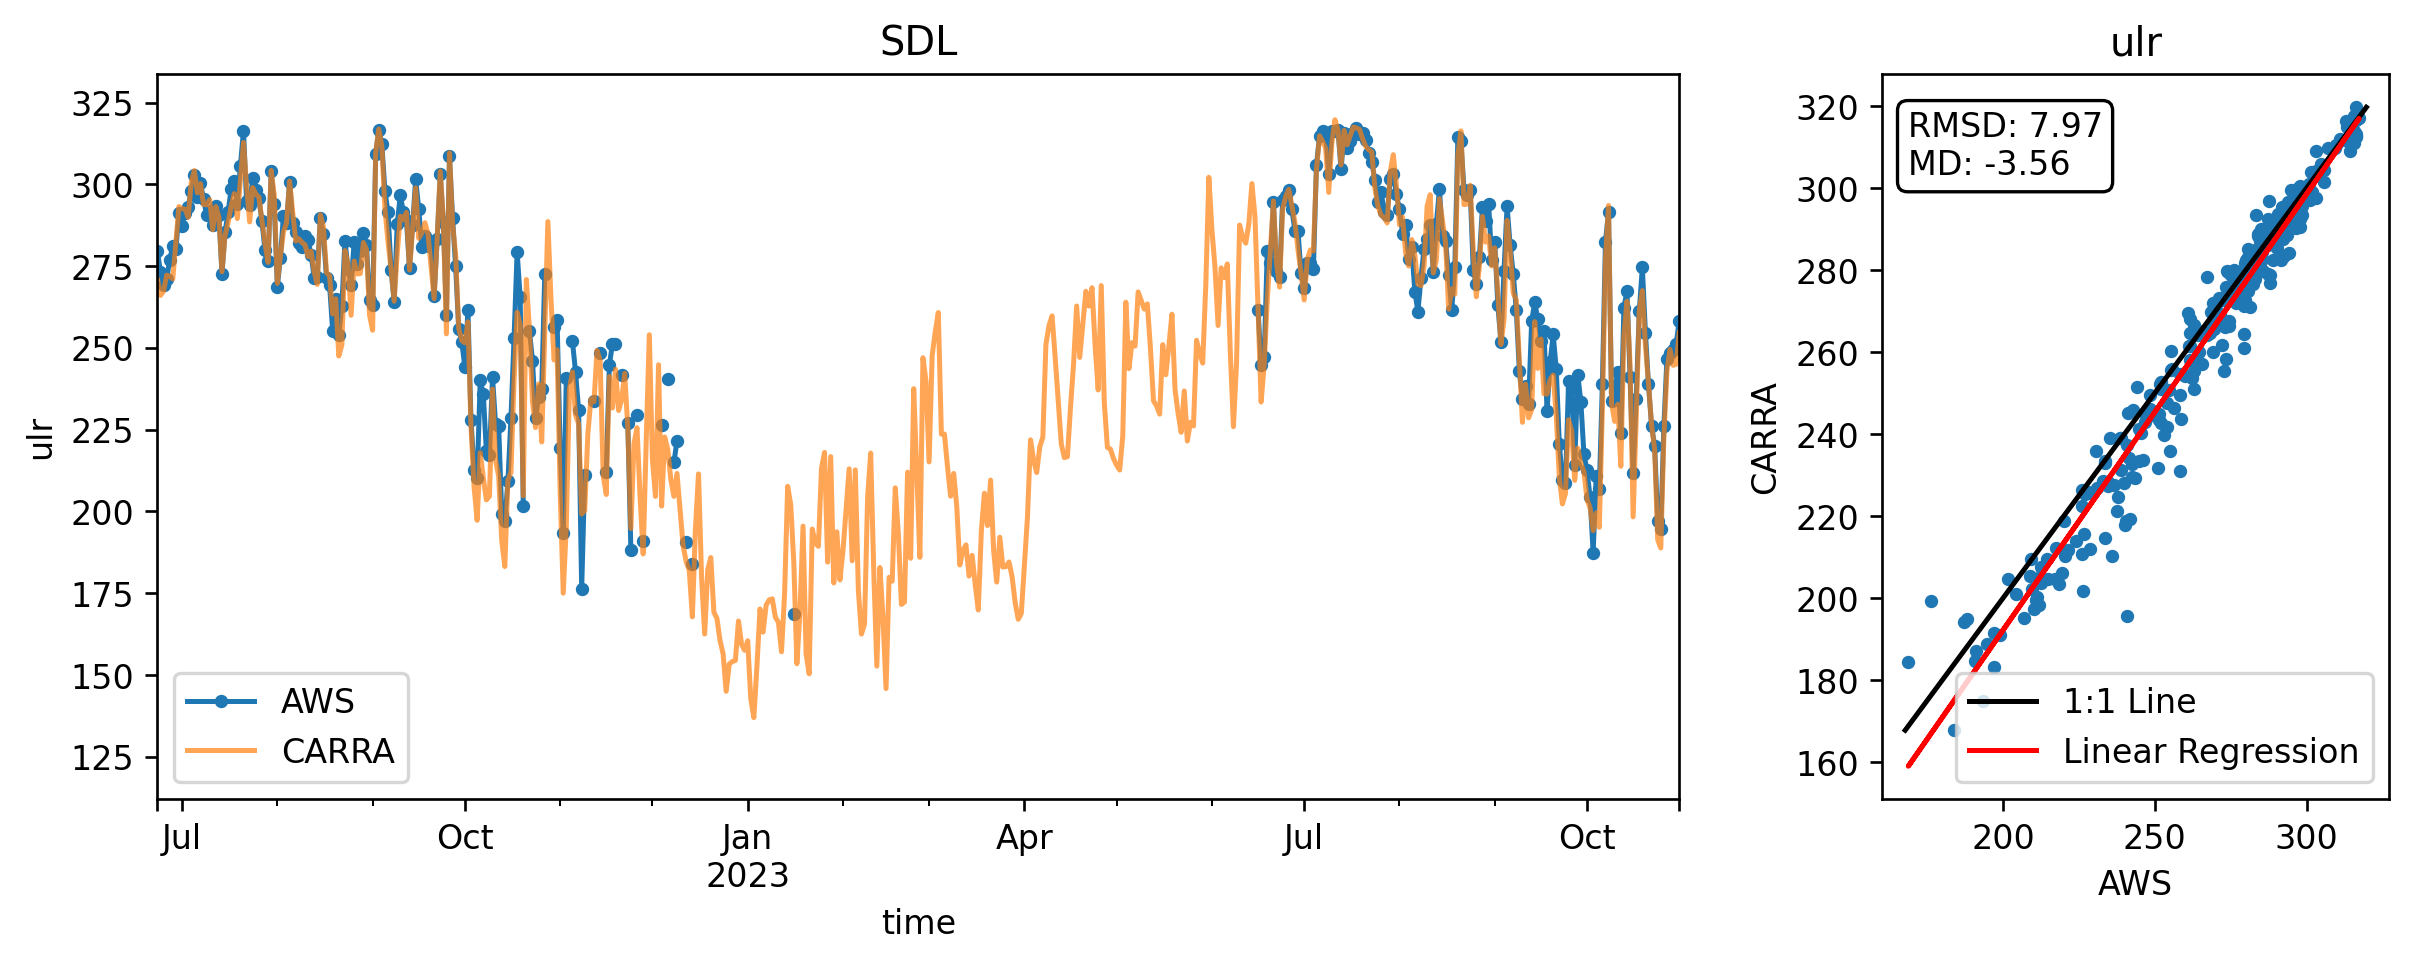 SDL
325
300
275
250
225
200
175
150
125
ulr
AWS
CARRA
Jul
Oct
Jan
2023
Apr
Jul
Oct
time
ulr
RMSD: 7.97
MD: -3.56
320
300
280
260
240
220
200
180
160
CARRA
1:1 Line
Linear Regression
200
250
300
AWS